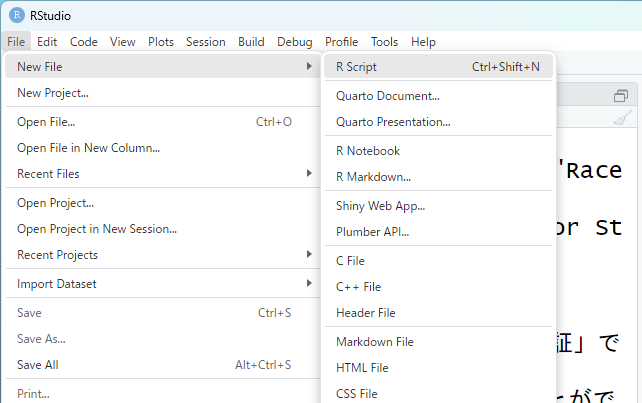 RStudio
File Edit Code View Plots Session Build Debug Profile Tools Help
New File
New Project...
Open File... Ctrl+O
Open File in New Column...
Recent Files
Open Project...
Open Project in New Session...
Recent Projects
Import Dataset
Save Ctrl+S
Save As...
Save All Alt+Ctrl+S
Print...
R Script Ctrl+Shift+N
Quarto Document...
Quarto Presentation...
R Notebook
R Markdown...
Shiny Web App...
Plumber API...
C File
C++ File
Header File
Markdown File
HTML File
CSS File
'Race
or St
証」で
がで